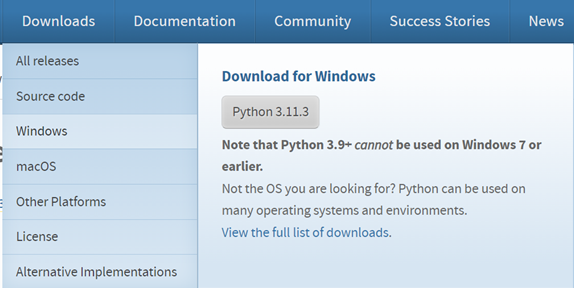 Downloads Documentation Community Success Stories News
All releases
Source code
Windows
macOS
Other Platforms
License
Alternative Implementations
Download for Windows
Python 3.11.3
Note that Python 3.9+ cannot be used on Windows 7 or
earlier.
Not the OS you are looking for? Python can be used on
many operating systems and environments.
View the full list of downloads.